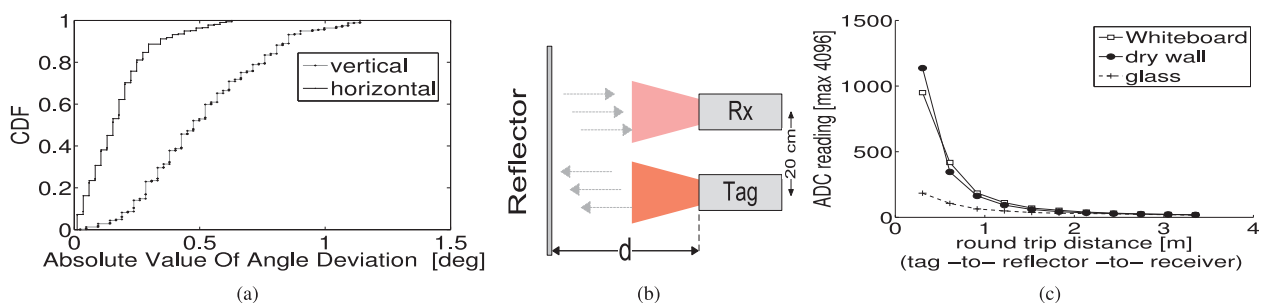 1
0.8
0.6
0.4
0.2
0
CDF
vertical
horizontal
0
0.5
1
1.5
Absolute Value Of Angle Deviation [deg]
(a)
Reflector
Rx
20 cm
Tag
d
(b)
1500
1000
500
0
ADC reading [max 4096]
Whiteboard
dry wall
glass
0
1
2
3
4
round trip distance [m]
(tag −to− reflector −to− receiver)
(c)